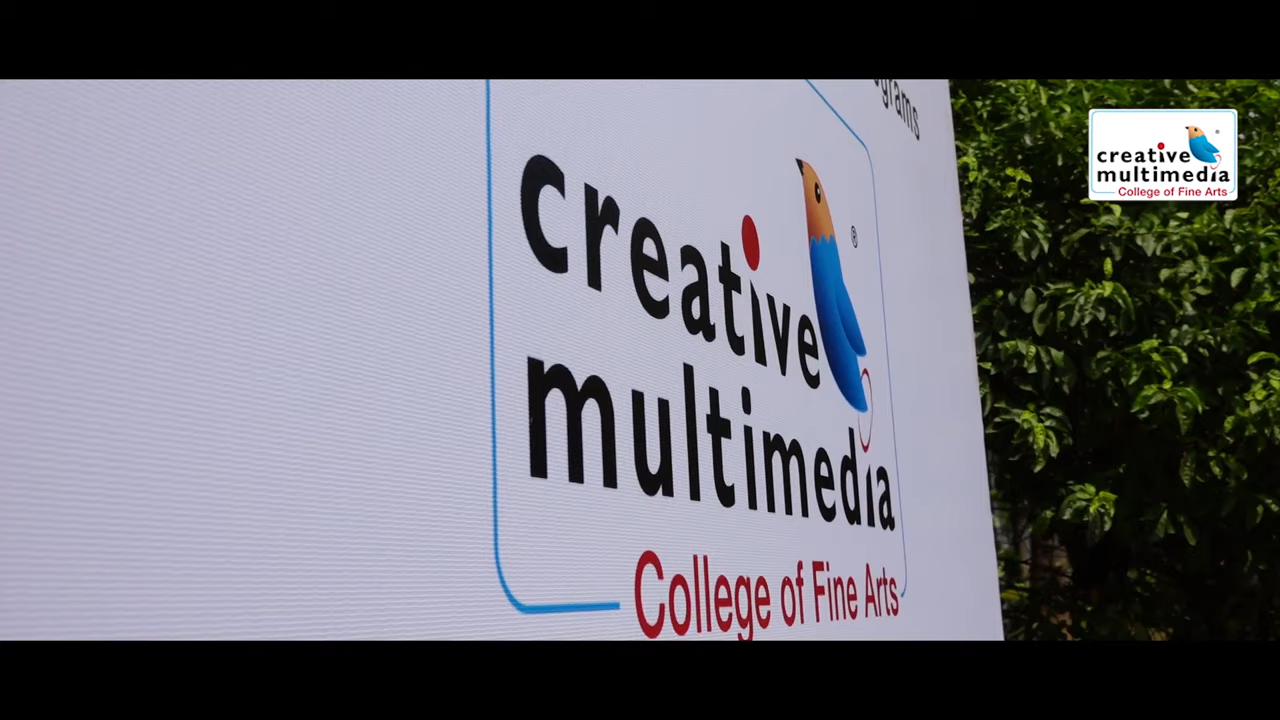 creative
multimedia
College of Fine Arts
®
creative
multimedia
College of Fine Arts